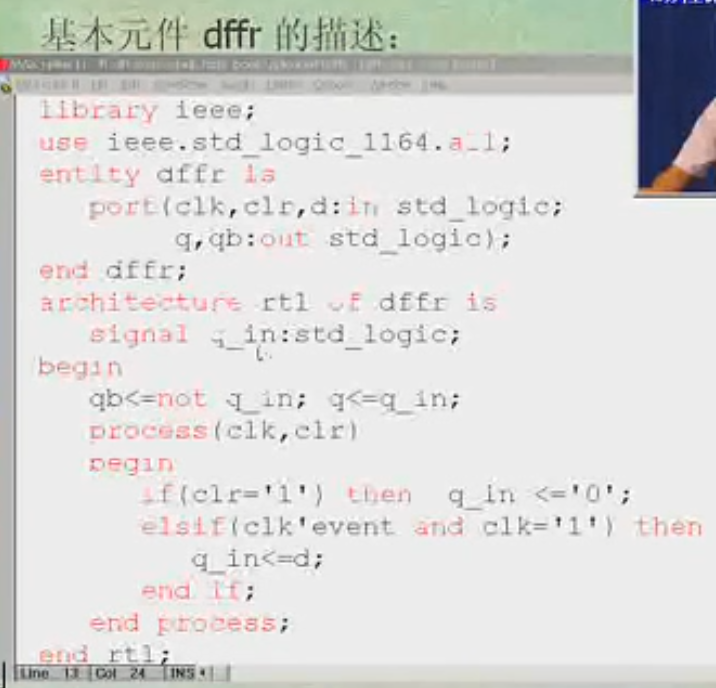 基本元件 dffr 的描述：
library ieee;
use ieee.std_logic_1164.all;
entity dffr is
port(clk,clr,d:in std_logic;
q,qb:out std_logic);
end dffr;
architecture rtl of dffr is
signal q_in:std_logic;
begin
qb<=not q_in; q<=q_in;
process(clk,clr)
begin
if(clr='1') then q_in <='0';
elsif(clk'event and clk='1') then
q_in<=d;
end if;
end process;
end rtl;
Line 13 Col 24 INS